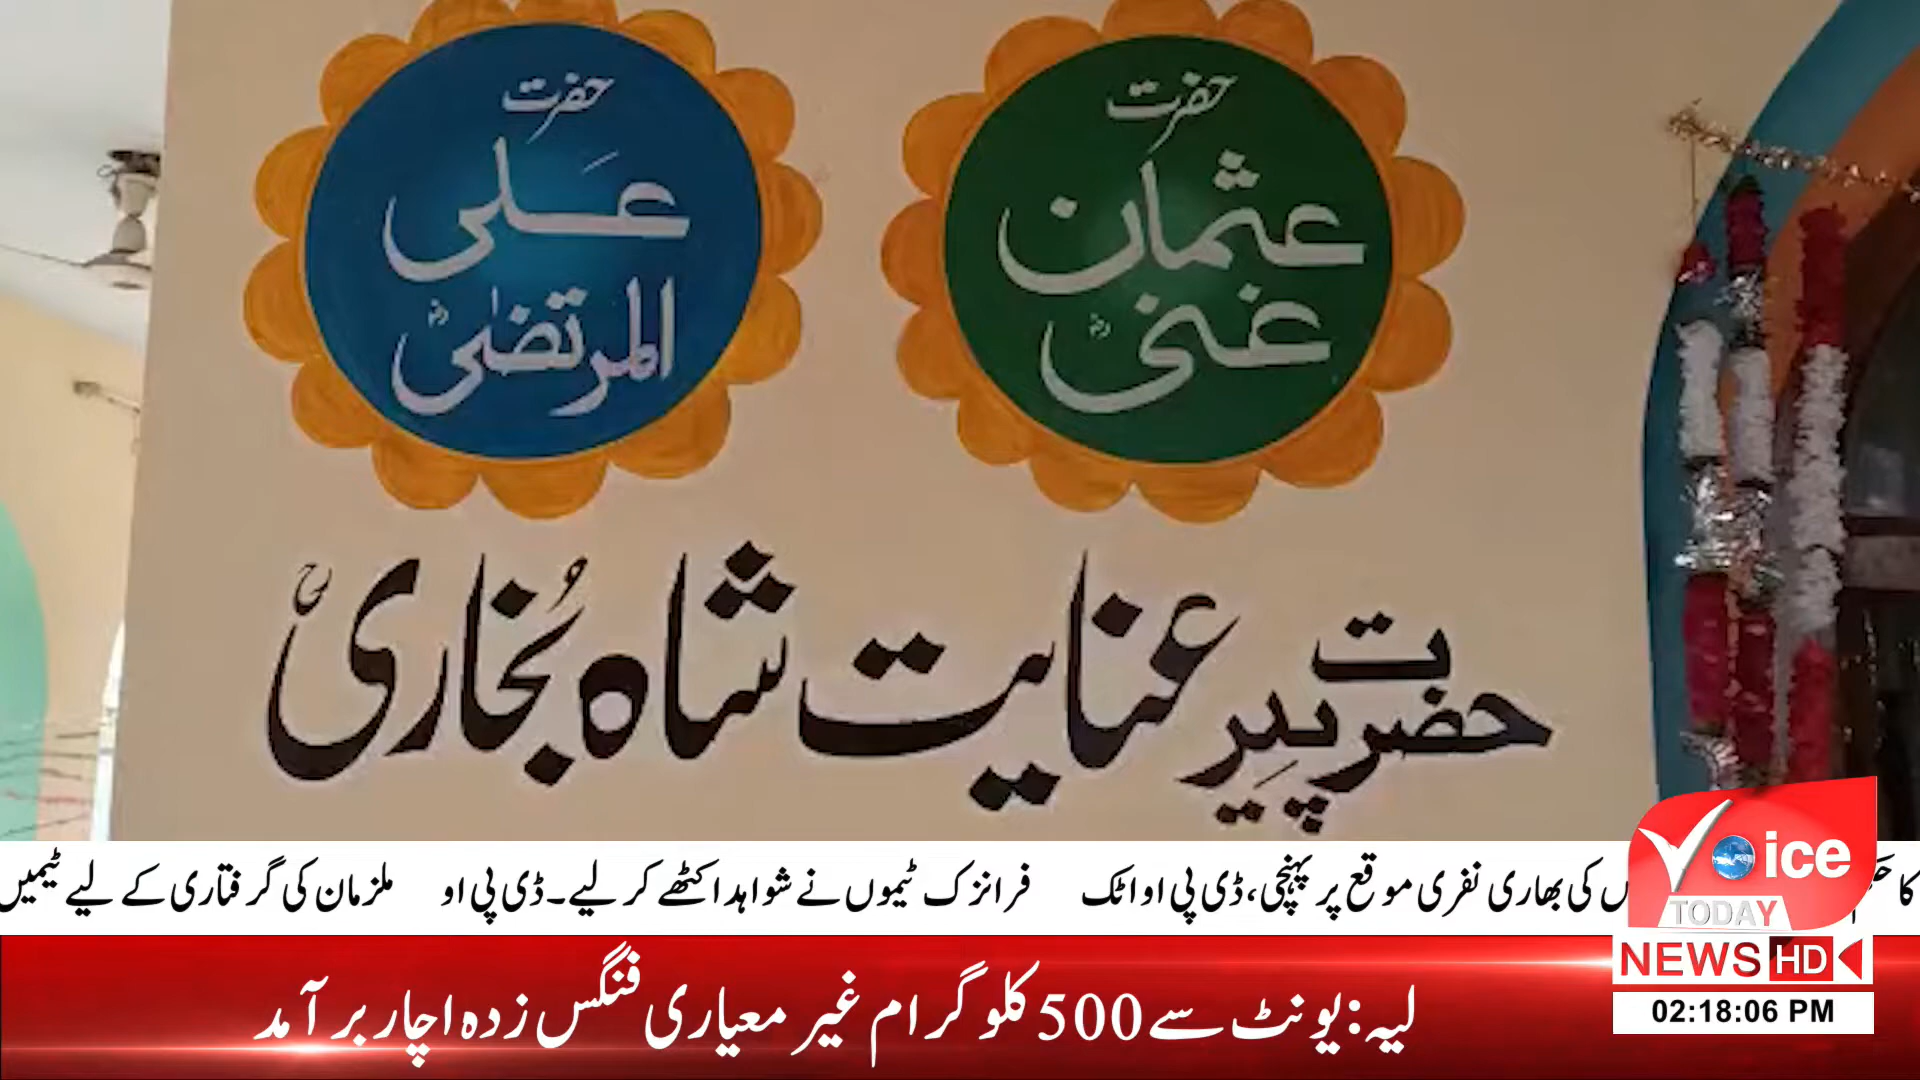 حضرت
عثمان
غنی
حضرت
علی
المرتضیٰ
حضرت پیر عنایت شاہ بخاری
کی بھاری نفری موقع پر پہنچی، ڈی پی او اٹک فرانزک ٹیموں نے شواہد اکٹھے کر لیے۔ ڈی پی او ملزمان کی گرفتاری کے لیے ٹیمیں
لیہ: یونٹ سے 500 کلو گرام غیر معیاری فنگس زدہ اچار برآمد
Voice
TODAY
NEWS HD
02:18:06 PM